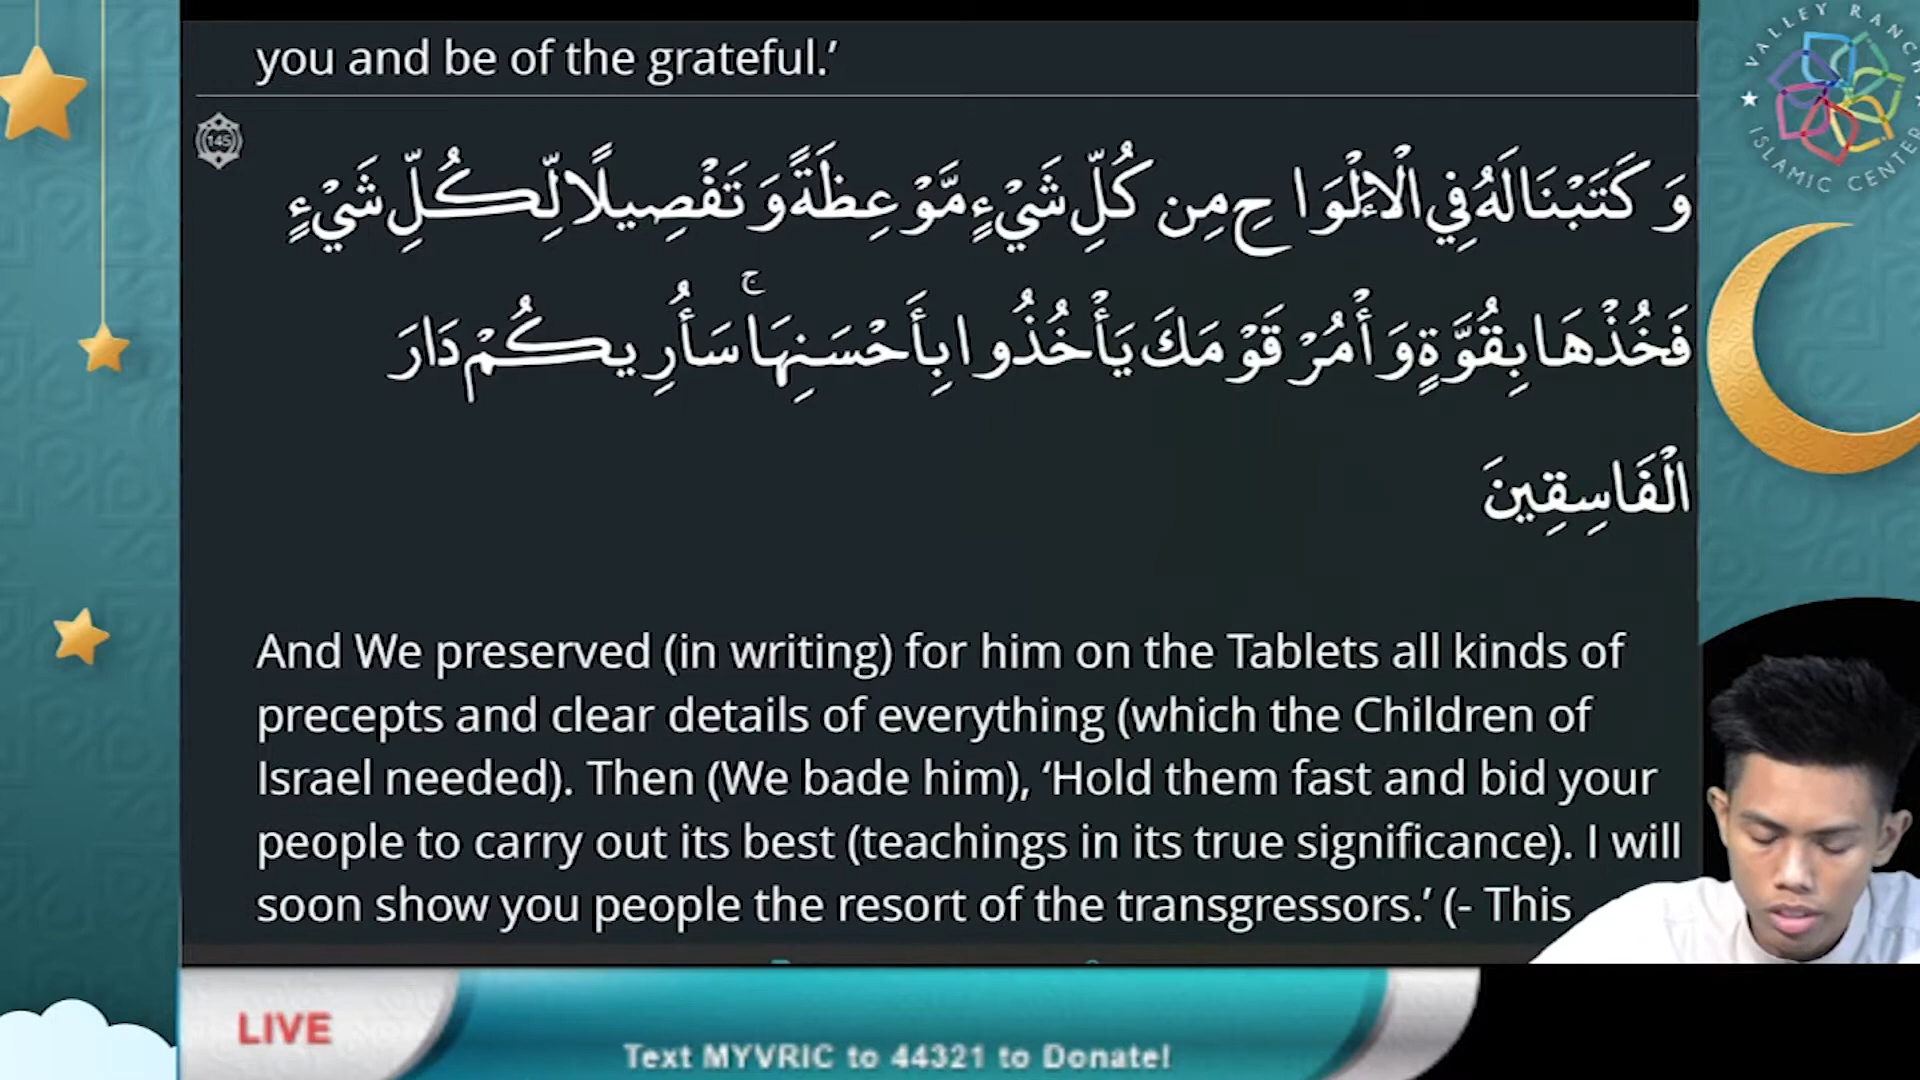 you and be of the grateful.’
145
وَكَتَبْنَا لَهُ فِي الْأَلْوَاحِ مِن كُلِّ شَيْءٍ مَّوْعِظَةً وَتَفْصِيلًا لِّكُلِّ شَيْءٍ
فَخُذْهَا بِقُوَّةٍ وَأْمُرْ قَوْمَكَ يَأْخُذُوا بِأَحْسَنِهَا ۚ سَأُرِيكُمْ دَارَ
الْفَاسِقِينَ
And We preserved (in writing) for him on the Tablets all kinds of
precepts and clear details of everything (which the Children of
Israel needed). Then (We bade him), ‘Hold them fast and bid your
people to carry out its best (teachings in its true significance). I will
soon show you people the resort of the transgressors.’ (- This
VALLEY RANCH
ISLAMIC CENTER
LIVE
Text MYVRIC to 44321 to Donate!